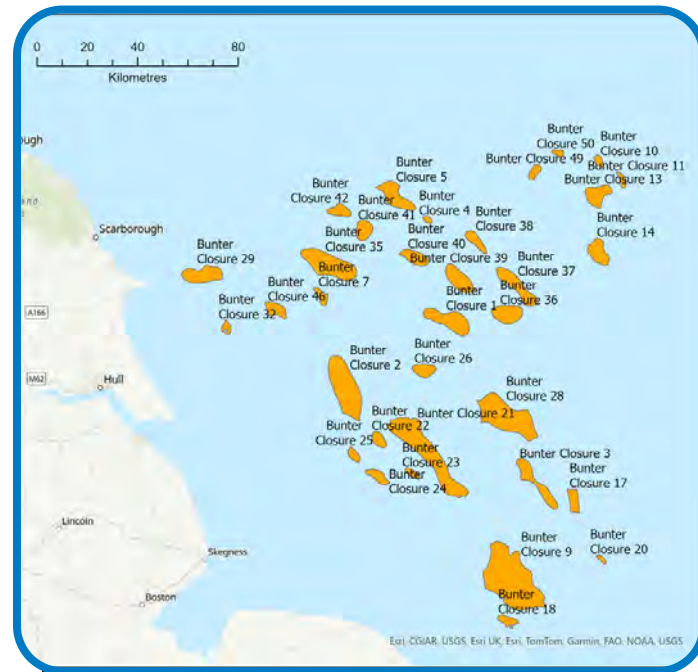 0 20 40 80
Kilometres
ough
Scarborough
A166
M62
Hull
Lincoln
Skegness
Boston
Bunter
Closure 50
Bunter
Closure 10
Bunter Closure 49
Bunter
Closure 11
Bunter
Closure 13
Bunter
Closure 5
Bunter
Closure 42
Bunter
Closure 41
Bunter
Closure 4
Bunter
Closure 38
Bunter
Closure 14
Bunter
Closure 35
Bunter
Closure 40
Bunter
Closure 39
Bunter
Closure 37
Bunter
Closure 29
Bunter
Closure 7
Bunter
Closure 46
Bunter
Closure 1
Bunter
Closure 36
Bunter
Closure 32
Bunter
Closure 2
Bunter
Closure 26
Bunter
Closure 28
Bunter
Closure 22
Bunter Closure 21
Bunter
Closure 25
Bunter
Closure 23
Bunter
Closure 24
Bunter Closure 3
Bunter
Closure 17
Bunter
Closure 9
Bunter
Closure 20
Bunter
Closure 18
Esri, CGIAR, USGS, Esri UK, Esri, TomTom, Garmin, FAO, NOAA, USGS